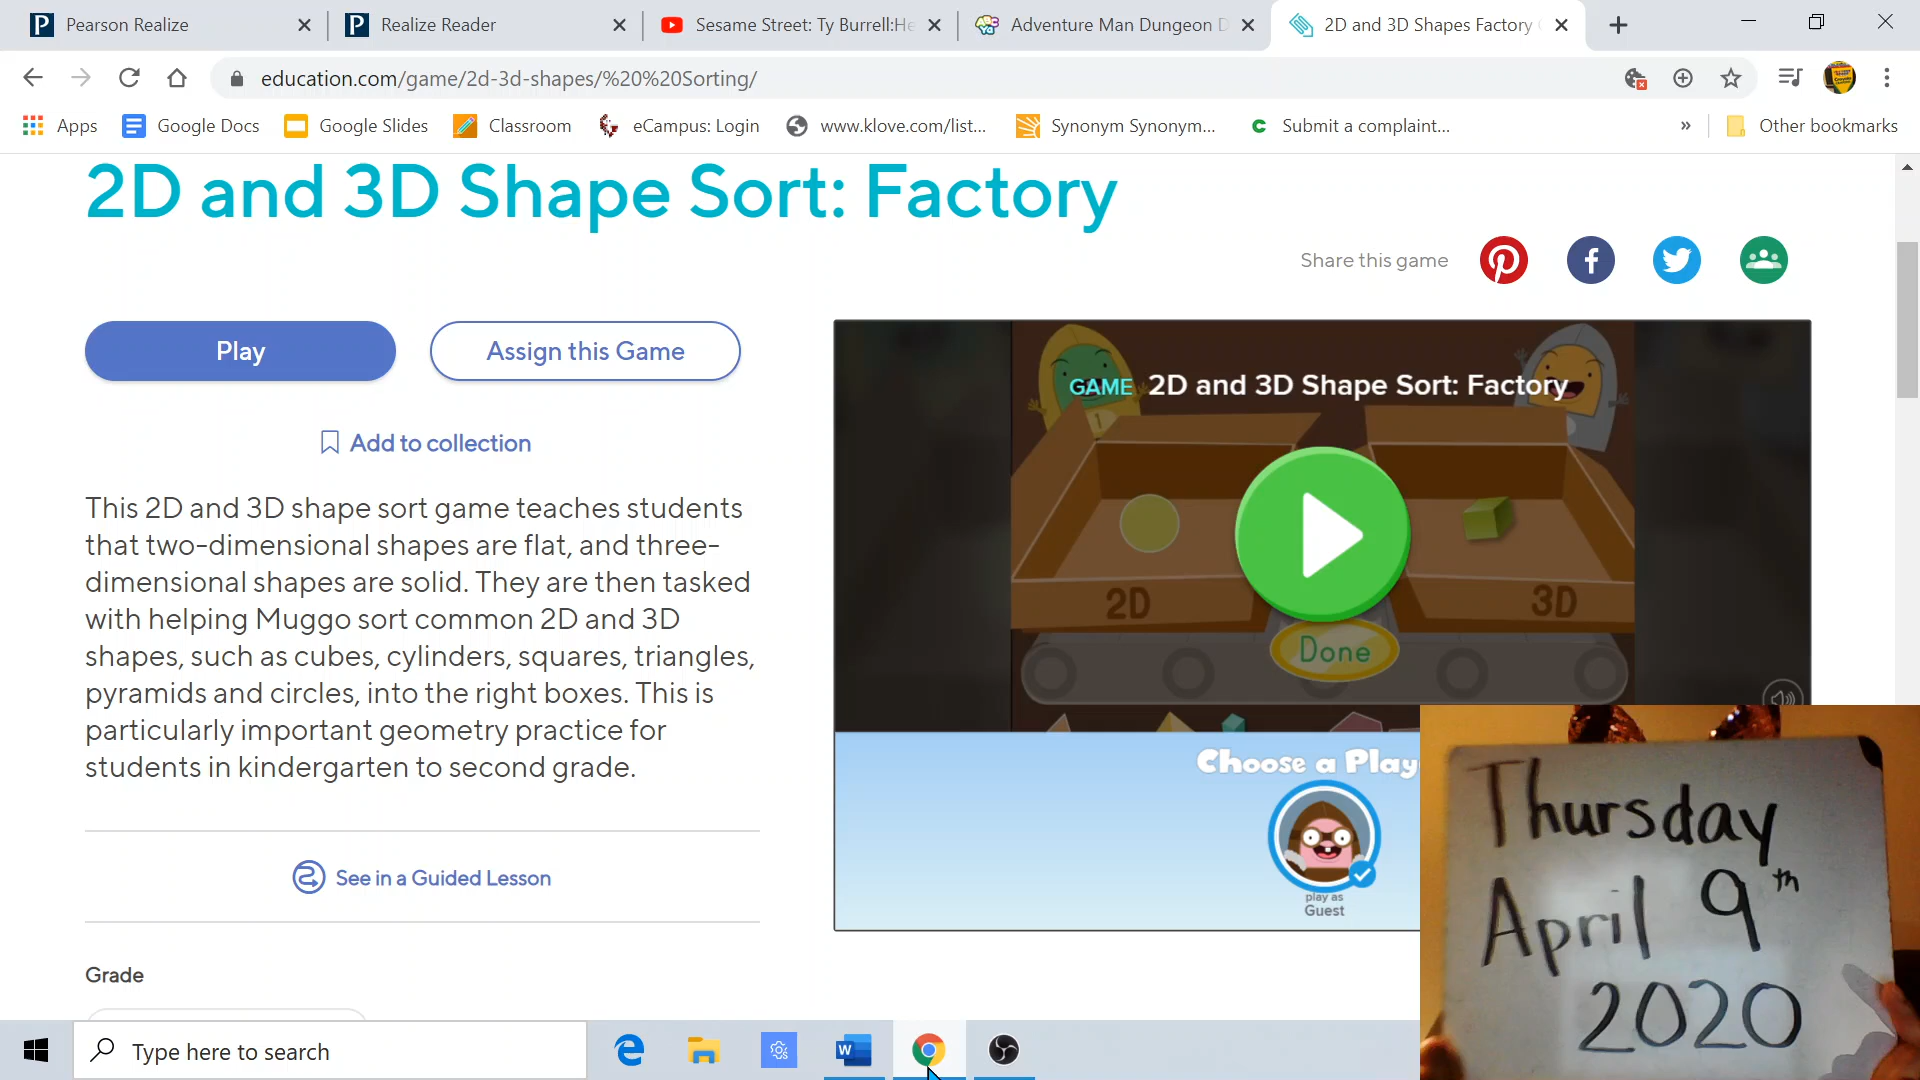 Pearson Realize
Realize Reader
Sesame Street: Ty Burrell:He
Adventure Man Dungeon D
2D and 3D Shapes Factory
education.com/game/2d-3d-shapes/%20%20Sorting/
Apps
Google Docs
Google Slides
Classroom
eCampus: Login
www.klove.com/list...
Synonym Synonym...
Submit a complaint...
»
Other bookmarks
2D and 3D Shape Sort: Factory
Share this game
Play
Assign this Game
Add to collection
This 2D and 3D shape sort game teaches students
that two-dimensional shapes are flat, and three-
dimensional shapes are solid. They are then tasked
with helping Muggo sort common 2D and 3D
shapes, such as cubes, cylinders, squares, triangles,
pyramids and circles, into the right boxes. This is
particularly important geometry practice for
students in kindergarten to second grade.
See in a Guided Lesson
Grade
GAME 2D and 3D Shape Sort: Factory
1
2D
3D
Done
Choose a Play
play as
Guest
Thursday
April 9th
2020
Type here to search